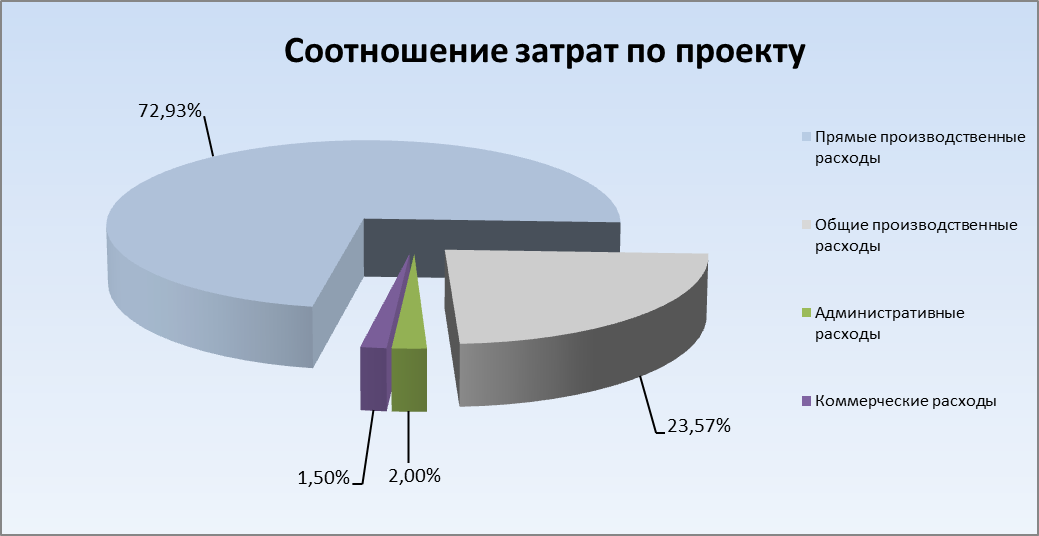 Соотношение затрат по проекту
72,93%
Прямые производственные
расходы
Общие производственные
расходы
Административные
расходы
Коммерческие расходы
23,57%
1,50%
2,00%